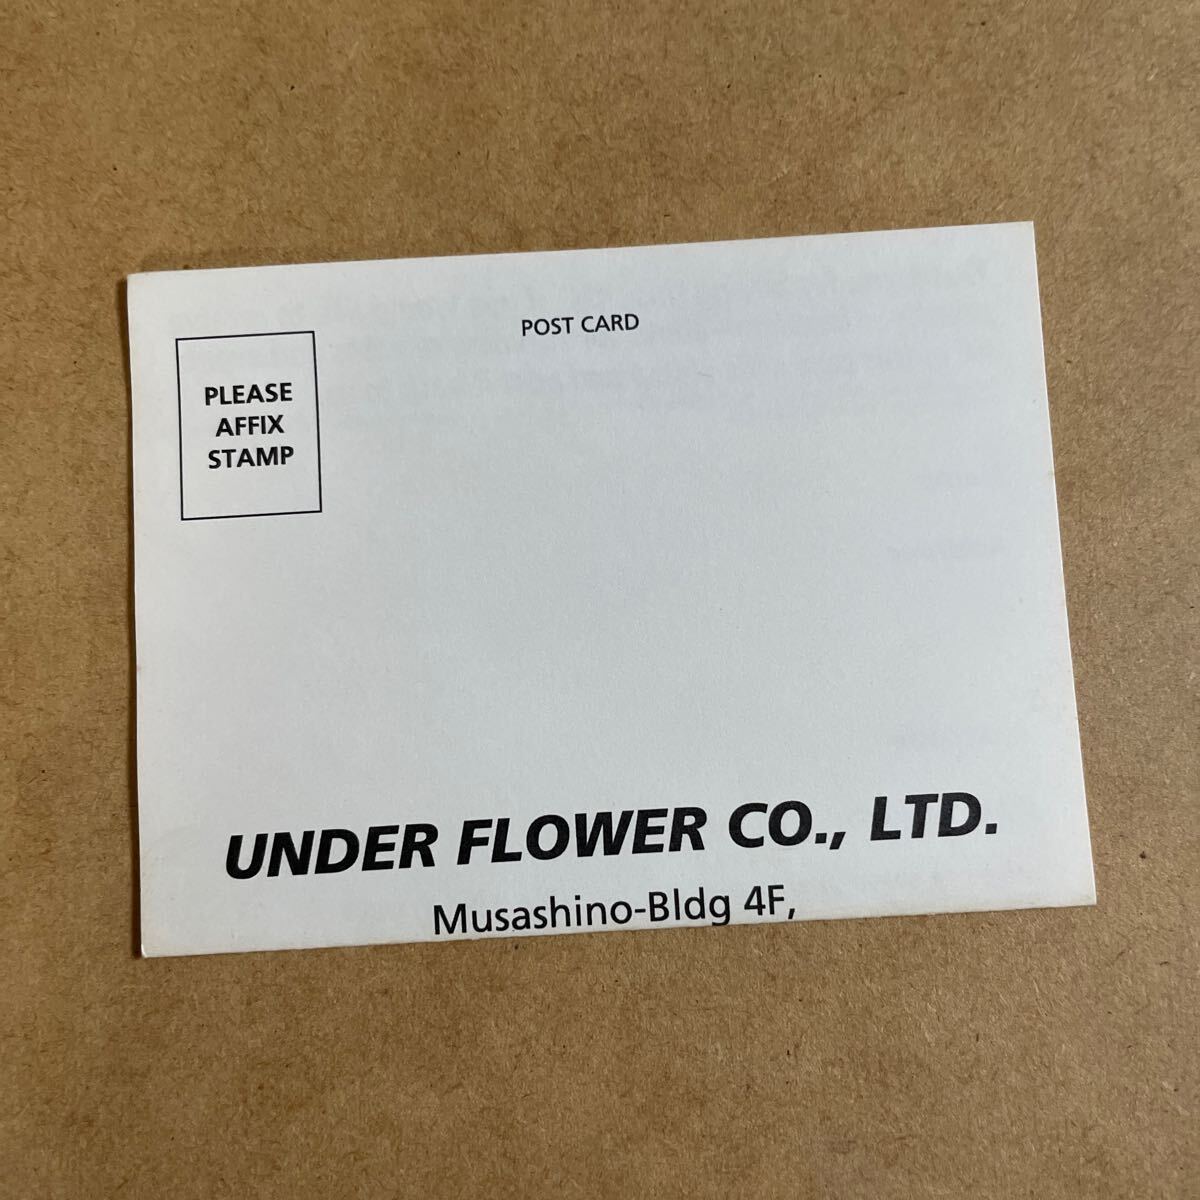 POST CARD
PLEASE
AFFIX
STAMP
UNDER FLOWER CO., LTD.
Musashino-Bldg 4F,